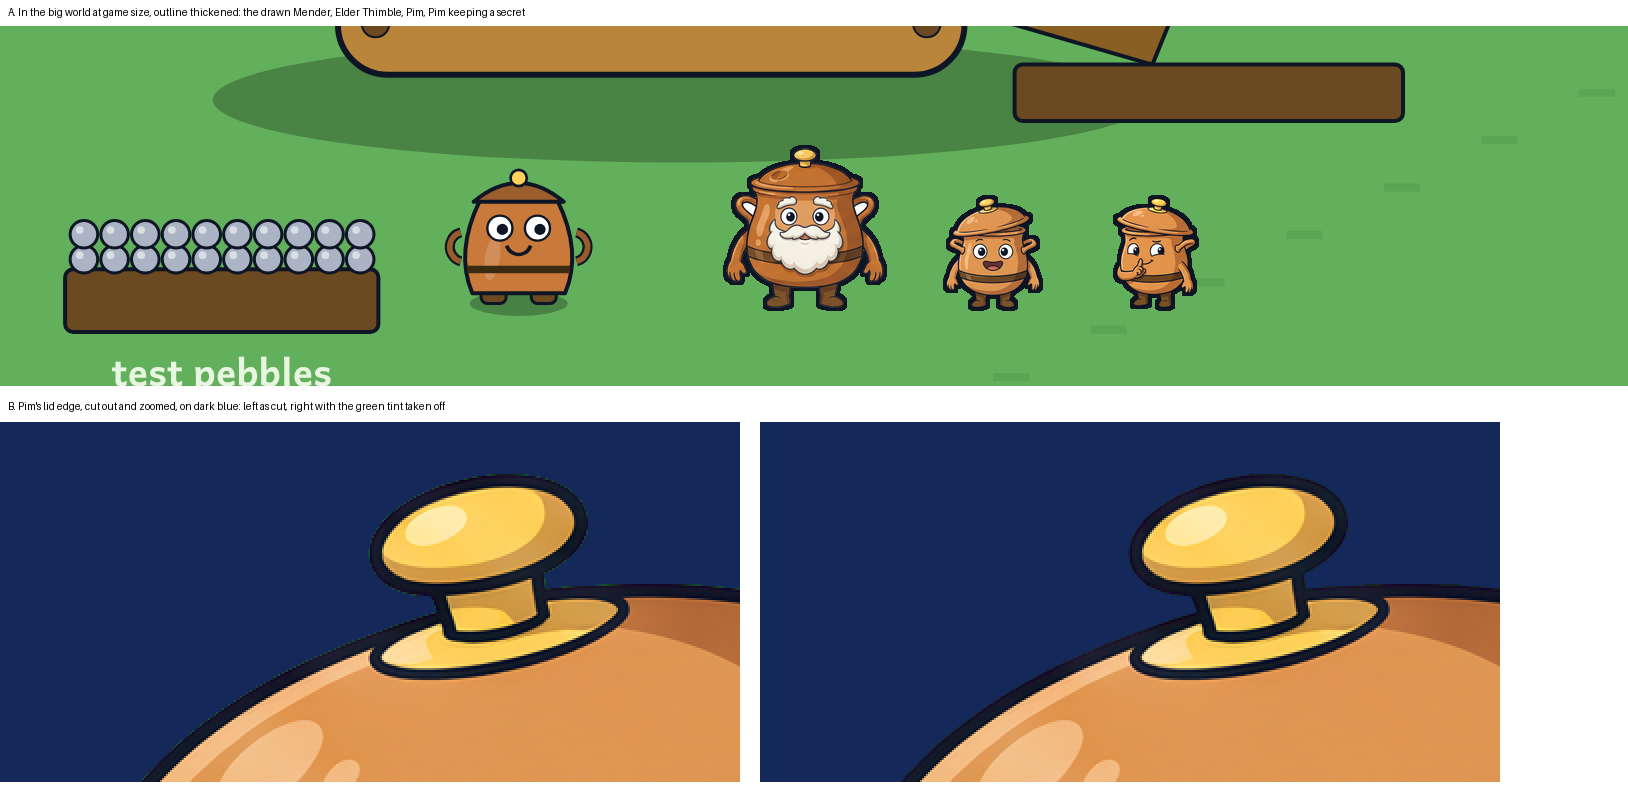 A. In the big world at game size, outline thickened: the drawn Mender, Elder Thimble, Pim, Pim keeping a secret
test pebbles
B. Pim's lid edge, cut out and zoomed, on dark blue: left as cut, right with the green tint taken off